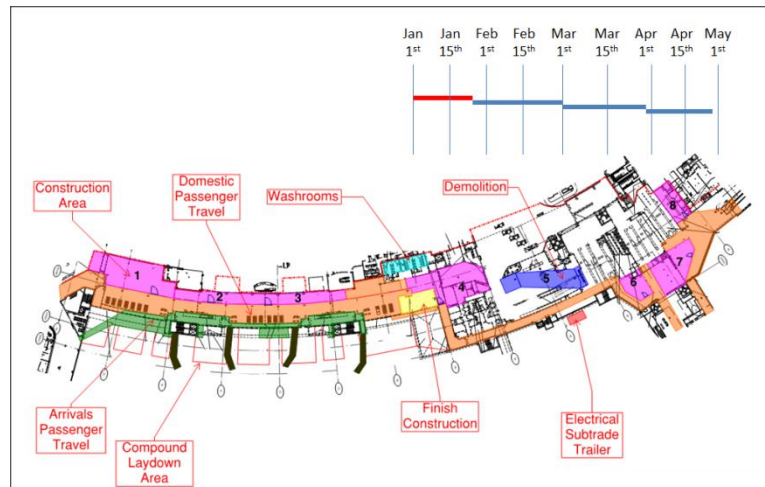 Jan Jan Feb Feb Mar Mar Apr Apr May
1st 15th 1st 15th 1st 15th 1st 15th 1st
Construction
Area
Domestic
Passenger
Travel
Washrooms
Demolition
1
2
3
4
5
6
7
8
Arrivals
Passenger
Travel
Compound
Laydown
Area
Finish
Construction
Electrical
Subtrade
Trailer